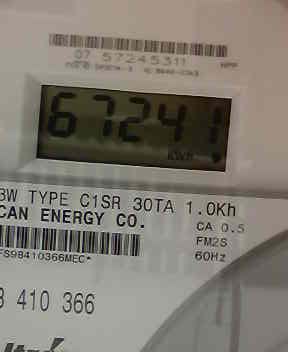 07 57245311
67241
KWH
3W TYPE C1SR 30TA 1.0Kh
CAN ENERGY CO.
CA 0.5
FM2S
FS98410366MEC*
60Hz
8 410 366